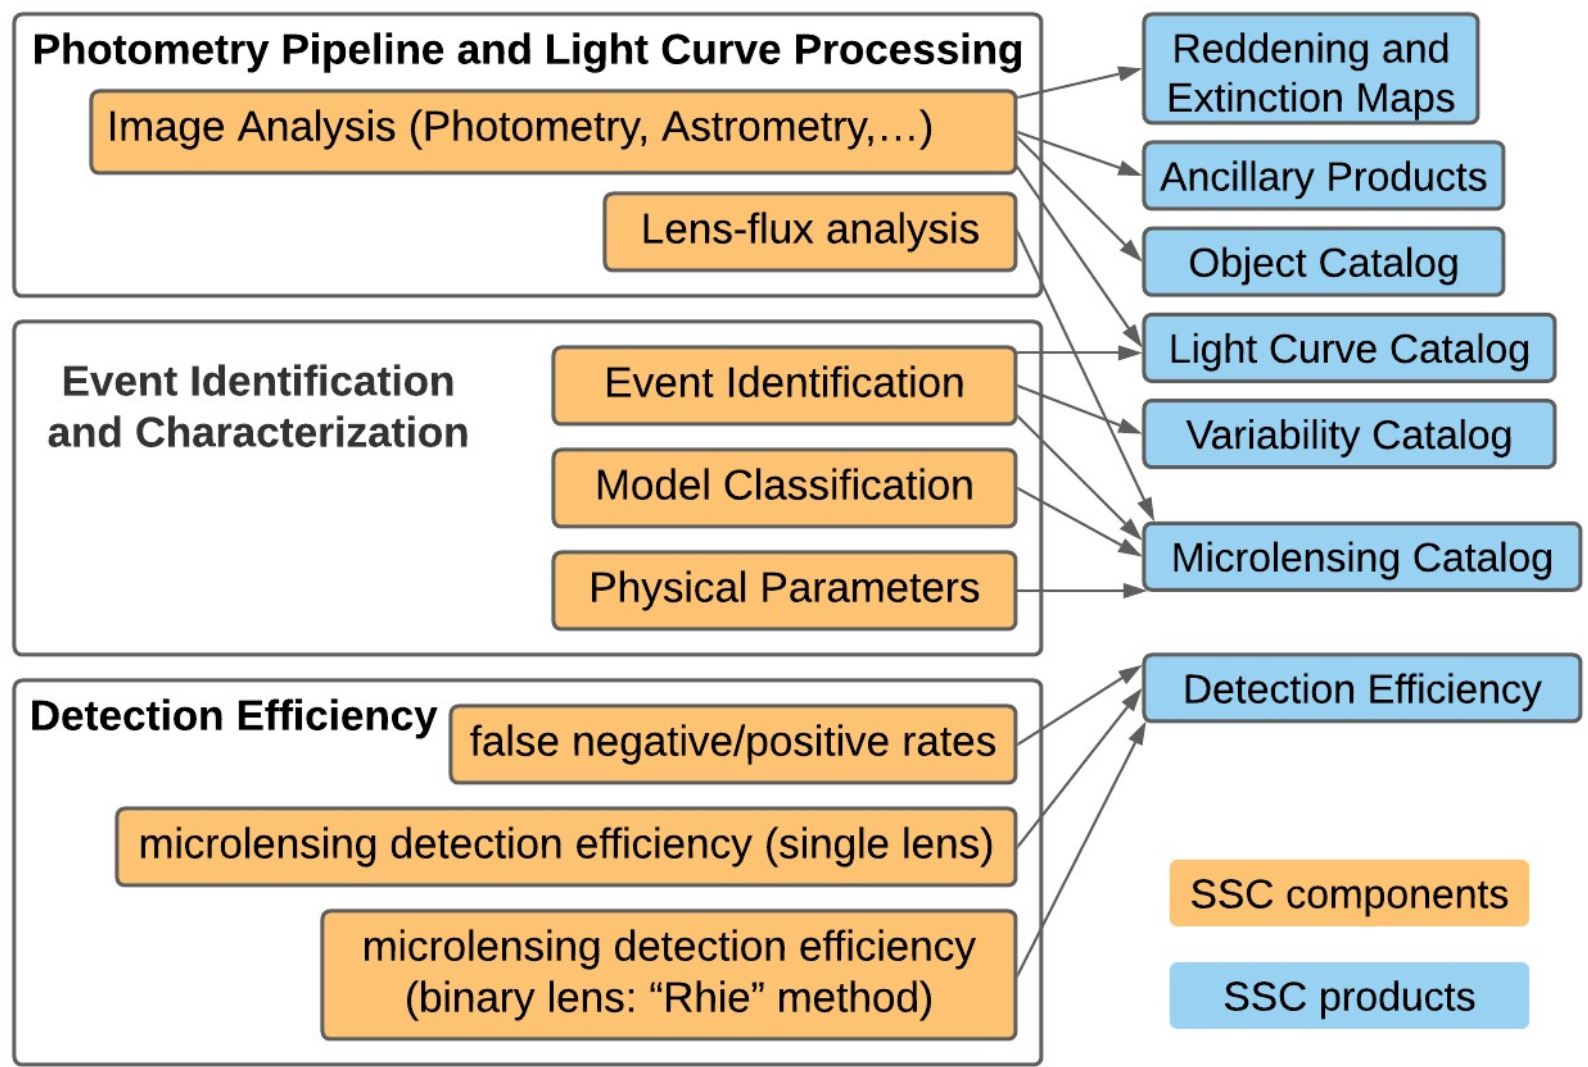 Photometry Pipeline and Light Curve Processing
Image Analysis (Photometry, Astrometry,...)
Lens-flux analysis
Event Identification
and Characterization
Event Identification
Model Classification
Physical Parameters
Detection Efficiency
false negative/positive rates
microlensing detection efficiency (single lens)
microlensing detection efficiency
(binary lens: “Rhie” method)
Reddening and
Extinction Maps
Ancillary Products
Object Catalog
Light Curve Catalog
Variability Catalog
Microlensing Catalog
Detection Efficiency
SSC components
SSC products